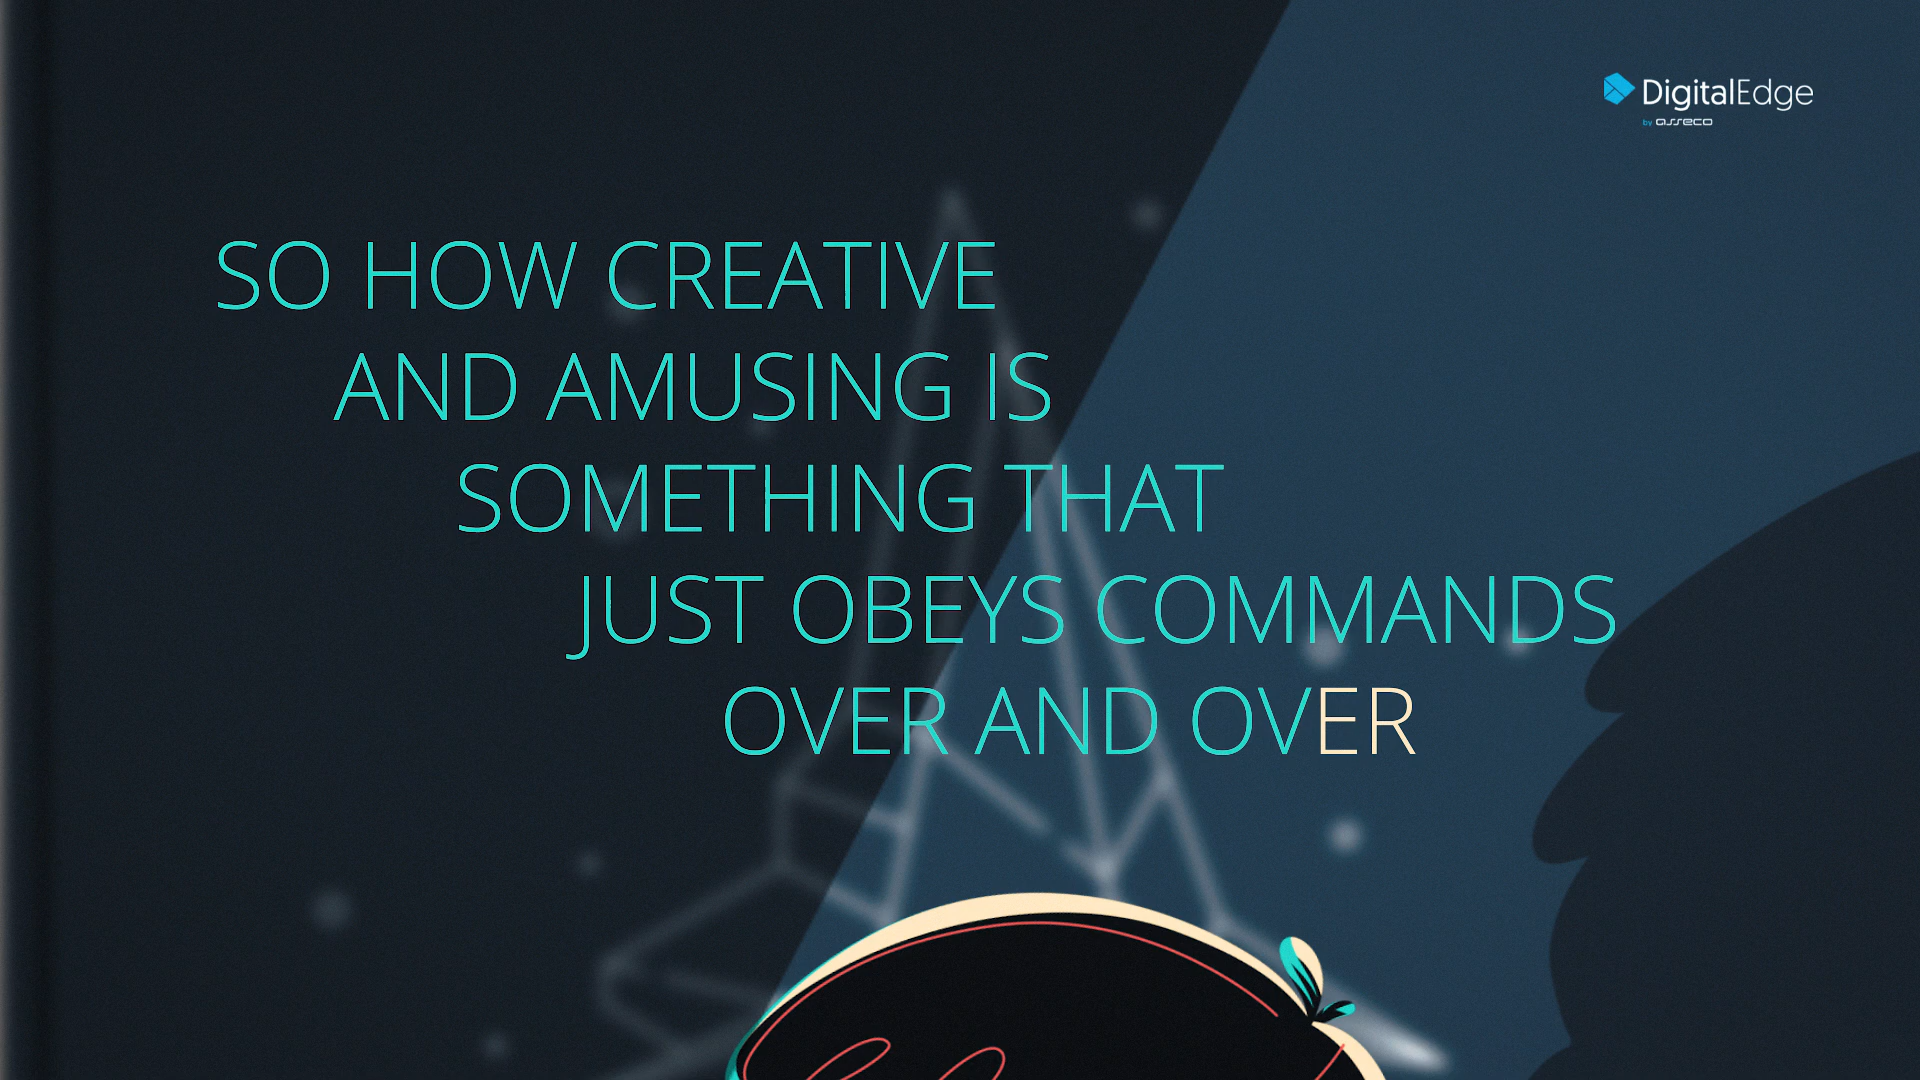 DigitalEdge
by asseco
SO HOW CREATIVE
AND AMUSING IS
SOMETHING THAT
JUST OBEYS COMMANDS
OVER AND OVER